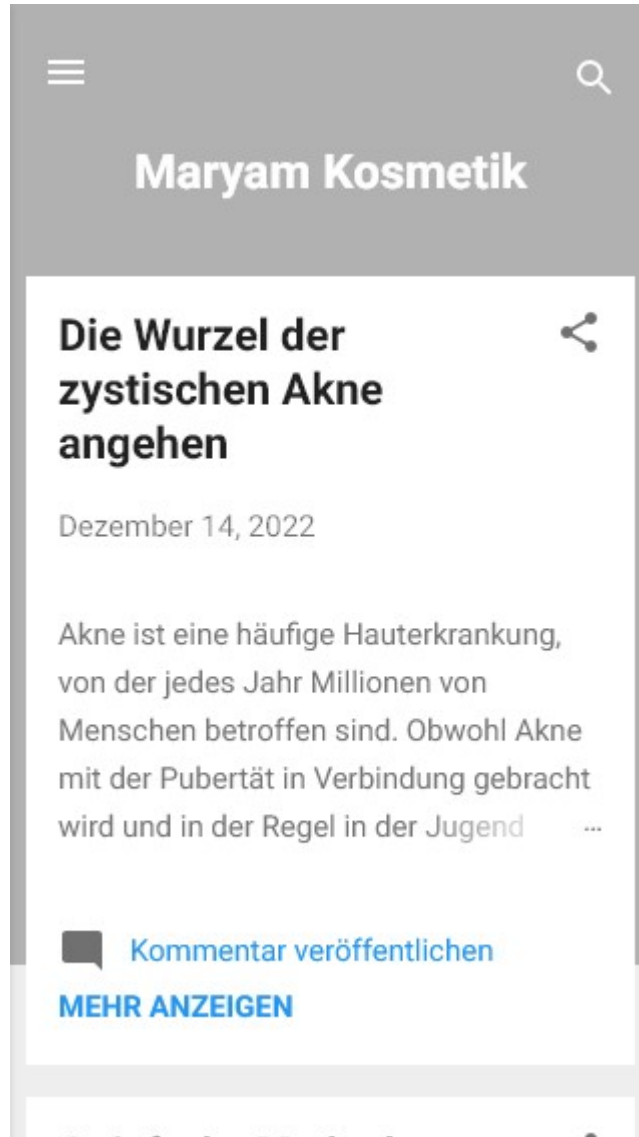 Maryam Kosmetik
Die Wurzel der
zystischen Akne
angehen
Dezember 14, 2022
Akne ist eine häufige Hauterkrankung,
von der jedes Jahr Millionen von
Menschen betroffen sind. Obwohl Akne
mit der Pubertät in Verbindung gebracht
wird und in der Regel in der Jugend ...
Kommentar veröffentlichen
MEHR ANZEIGEN